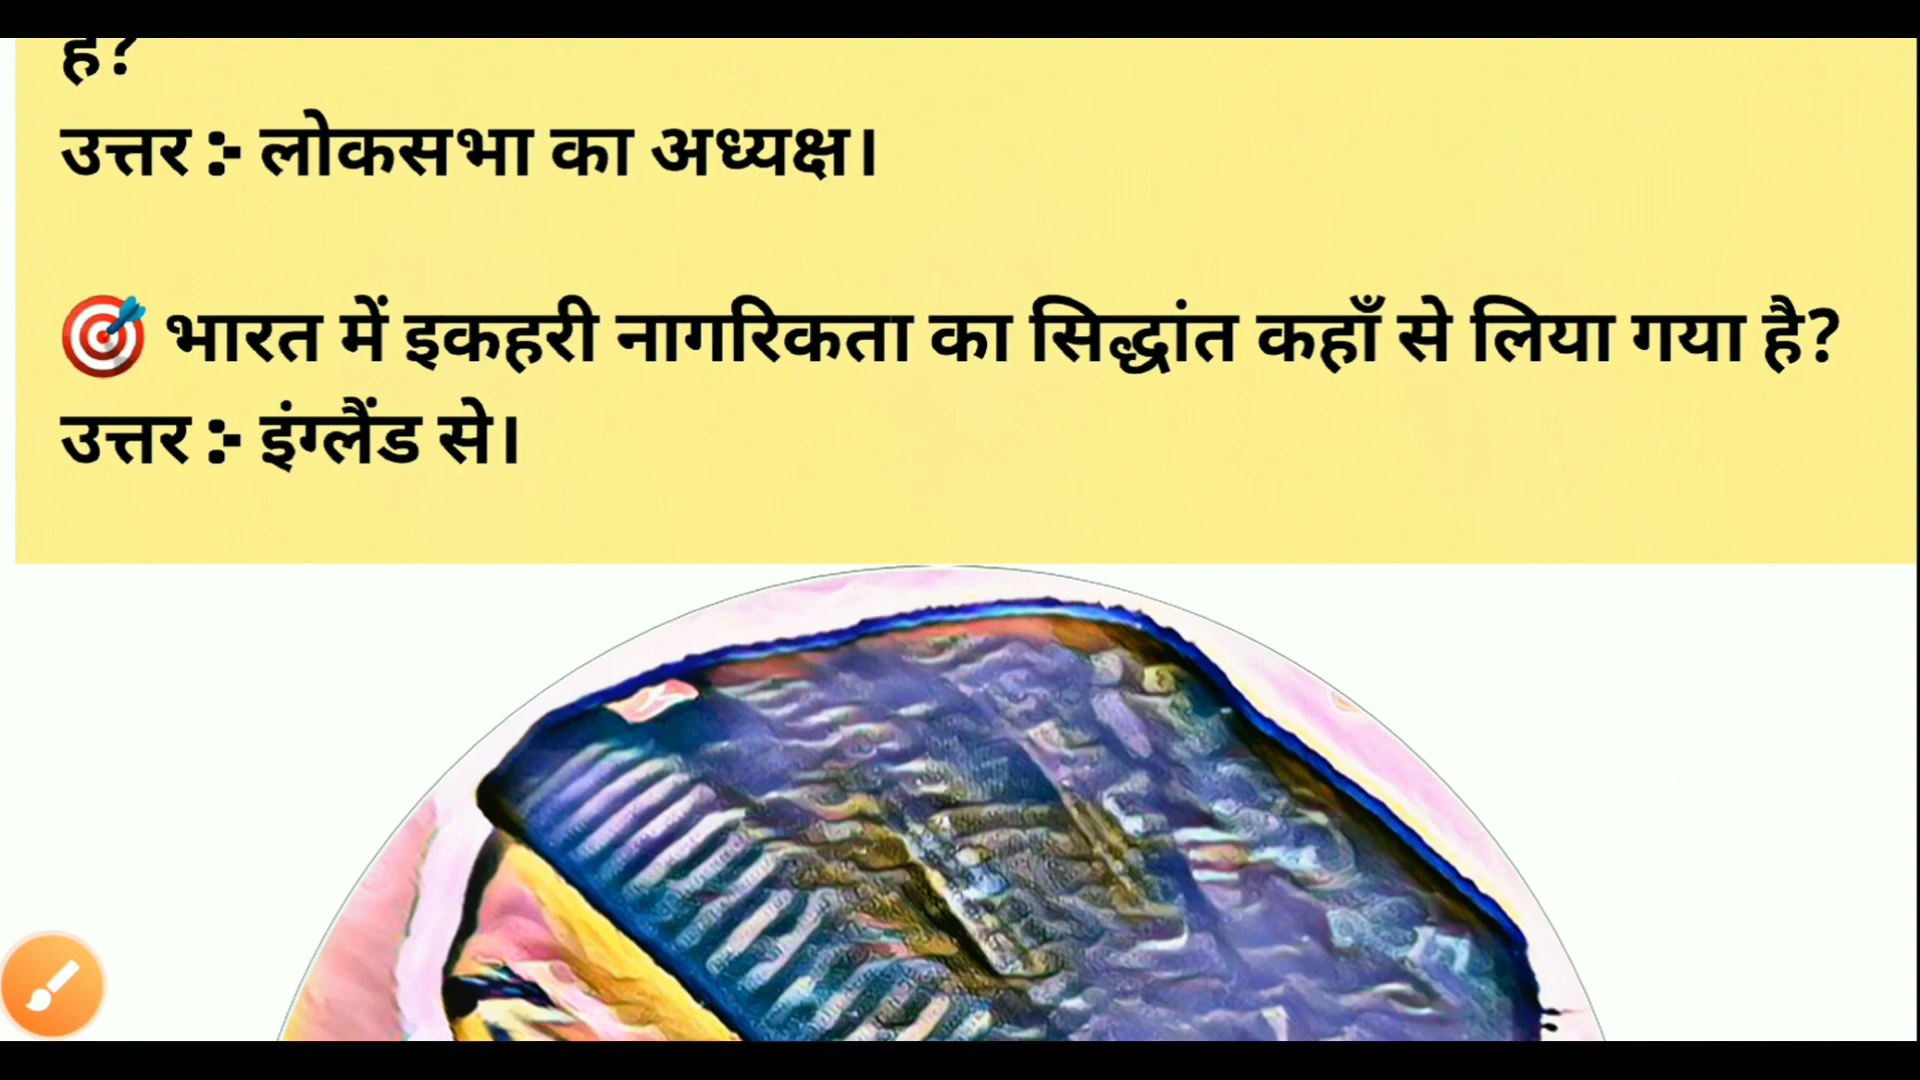 है?
उत्तर :- लोकसभा का अध्यक्ष।
🎯 भारत में इकहरी नागरिकता का सिद्धांत कहाँ से लिया गया है?
उत्तर :- इंग्लैंड से।